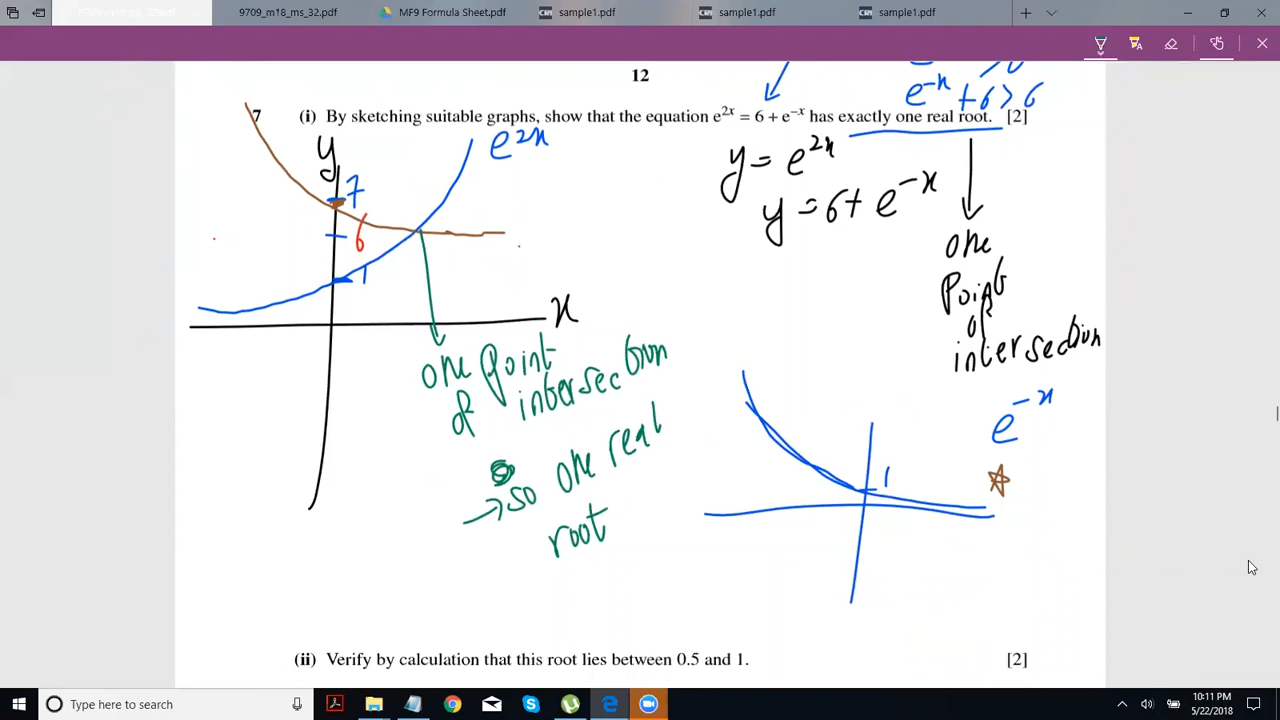 MF9 Formula Sheet.pdf
sample1.pdf
sample1.pdf
sample1.pdf
9709_m18_ms_32.pdf
12
e^{-x} + 6 > 6
7 (i) By sketching suitable graphs, show that the equation e^{2x} = 6 + e^{-x} has exactly one real root. [2]
y
e^{2x}
7
6
1
x
y = e^{2x}
y = 6 + e^{-x}
one
Point
of
intersection
one point
of intersection
→ so one real
root
e^{-x}
1
(ii) Verify by calculation that this root lies between 0.5 and 1. [2]
Type here to search
10:11 PM
5/22/2018